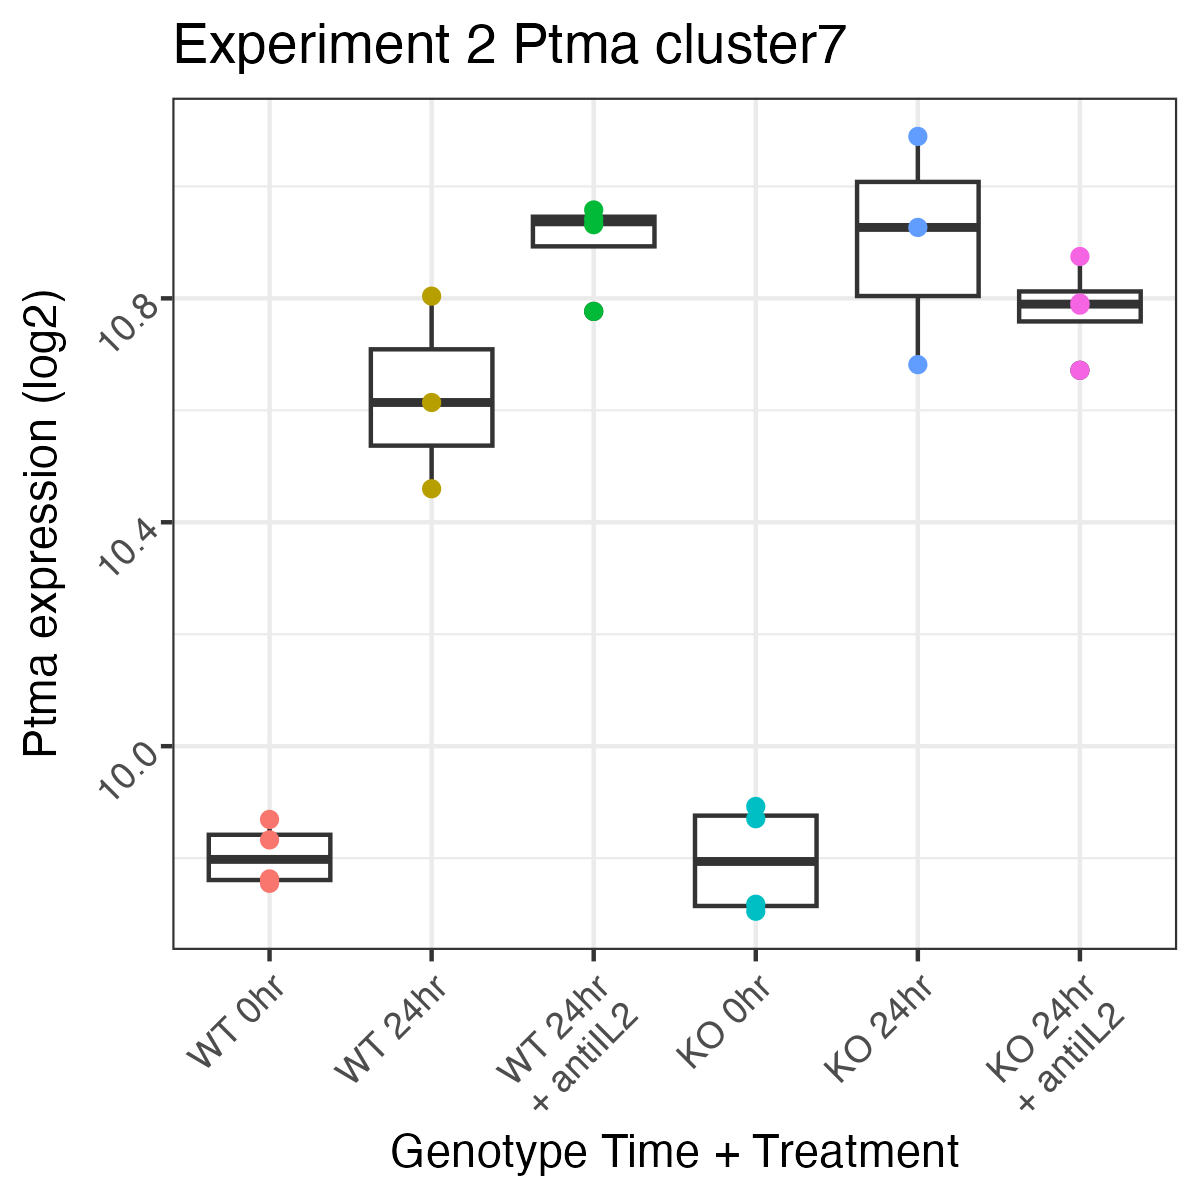 Experiment 2 Ptma cluster7
Ptma expression (log2)
10.8
10.4
10.0
WT 0hr
WT 24hr
WT 24hr
+ antiIL2
KO 0hr
KO 24hr
KO 24hr
+ antiIL2
Genotype Time + Treatment